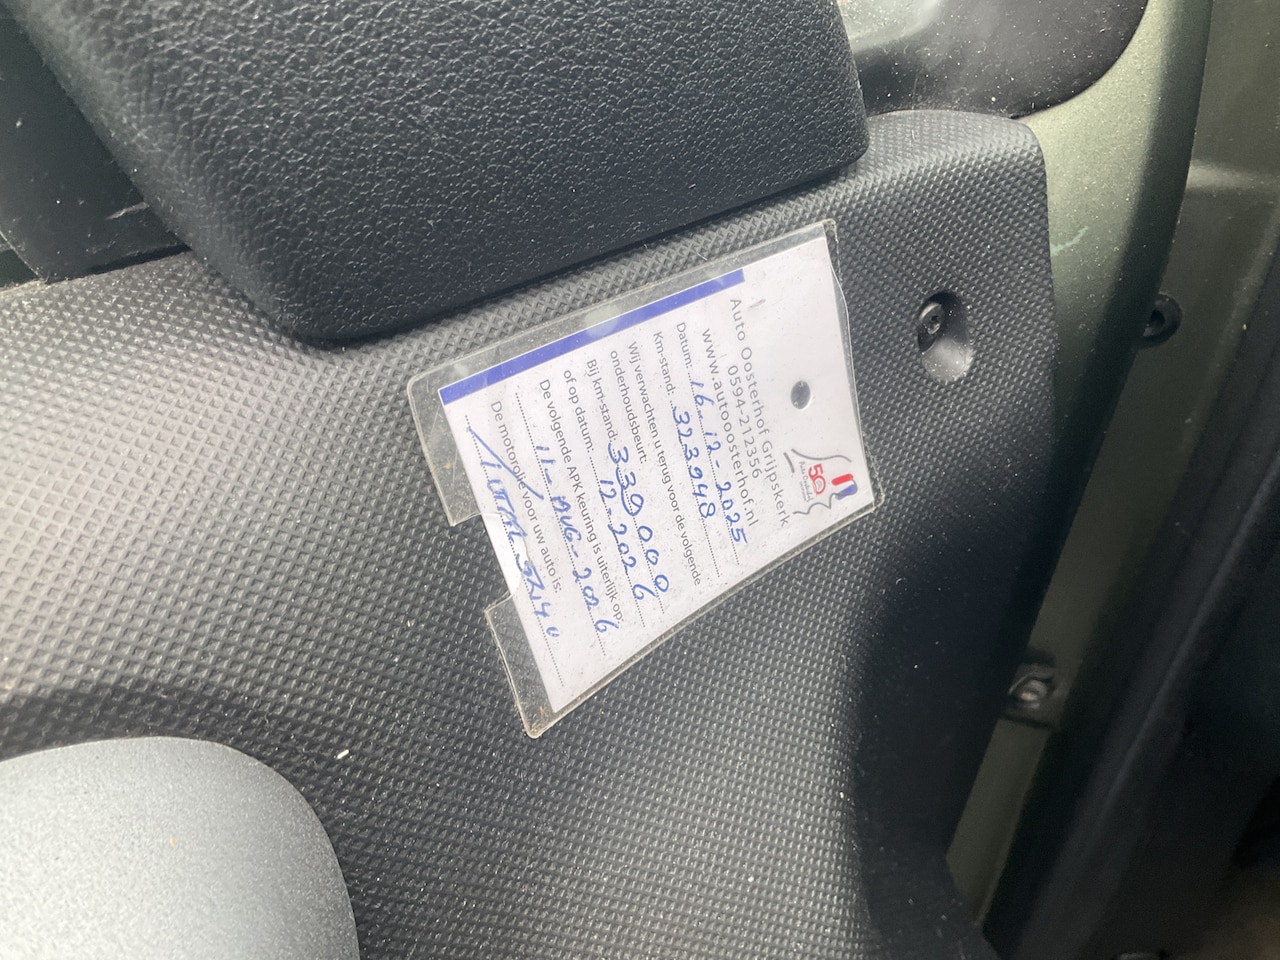 50
Auto Oosterhof Grijpskerk
0594-212356
www.autooosterhof.nl
Datum: 16-12-2025
Km-stand: 323948
Wij verwachten u terug voor de volgende
onderhoudsbeurt:
Bij km-stand: 339000
of op datum: 12-2026
De volgende APK keuring is uiterlijk op:
11-AUG-2026
De motorolie voor uw auto is: